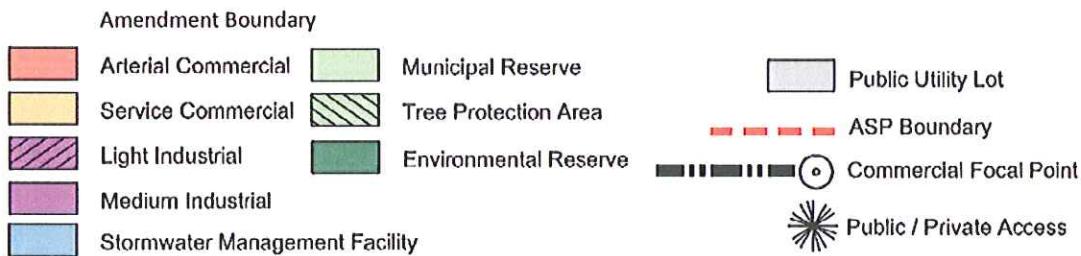 Amendment Boundary
Arterial Commercial
Service Commercial
Light Industrial
Medium Industrial
Stormwater Management Facility
Municipal Reserve
Tree Protection Area
Environmental Reserve
Public Utility Lot
ASP Boundary
Commercial Focal Point
Public / Private Access